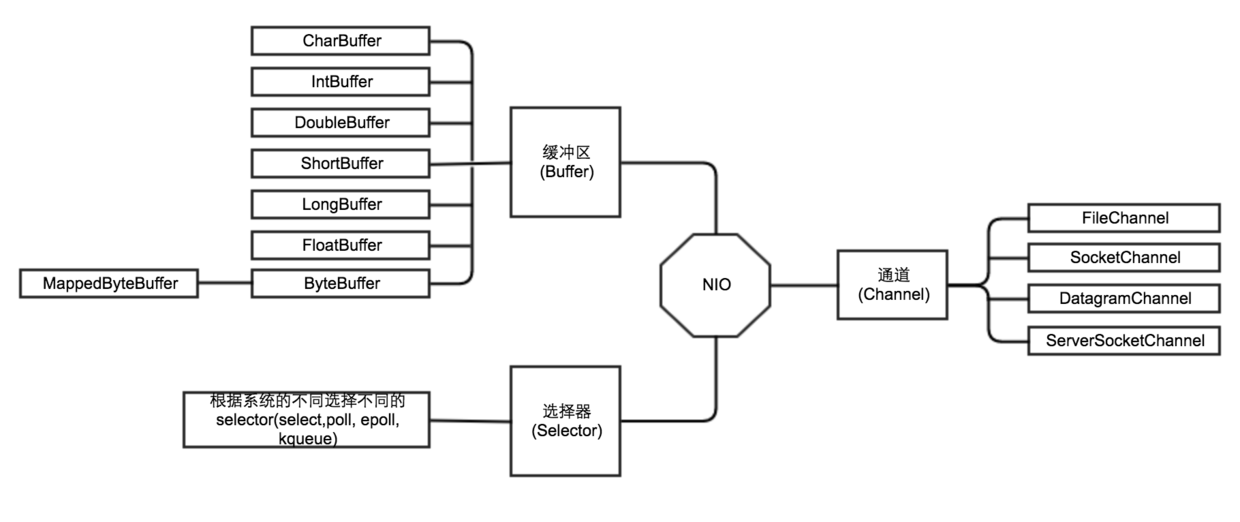 CharBuffer
IntBuffer
DoubleBuffer
ShortBuffer
LongBuffer
FloatBuffer
ByteBuffer
MappedByteBuffer
缓冲区
(Buffer)
NIO
通道
(Channel)
FileChannel
SocketChannel
DatagramChannel
ServerSocketChannel
根据系统的不同选择不同的
selector(select,poll, epoll,
kqueue)
选择器
(Selector)